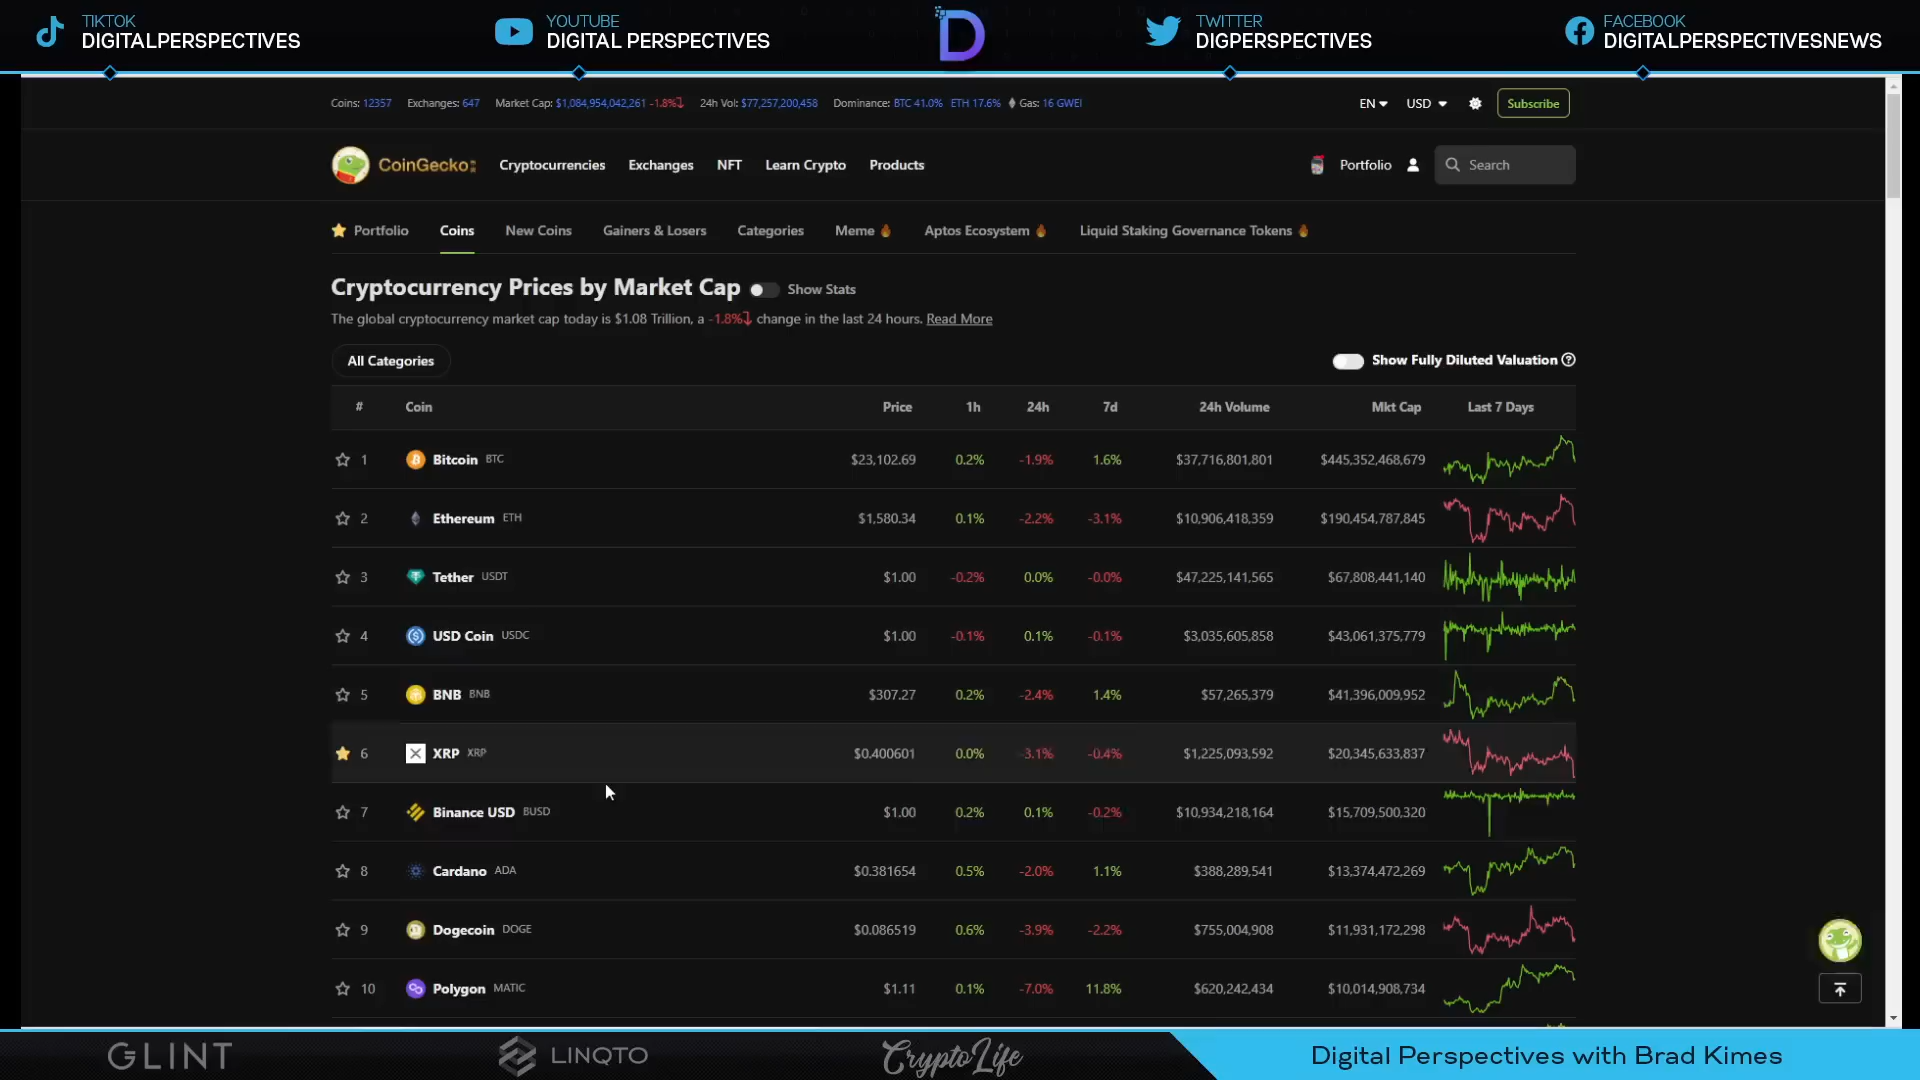 TIKTOK
DIGITALPERSPECTIVES
YOUTUBE
DIGITAL PERSPECTIVES
D
TWITTER
DIGPERSPECTIVES
FACEBOOK
DIGITALPERSPECTIVESNEWS
Coins: 12357 Exchanges: 647 Market Cap: $1,084,954,042,261 -1.8% 24h Vol: $77,257,200,458 Dominance: BTC 41.0% ETH 17.6% Gas: 16 GWEI EN USD Subscribe
CoinGecko Cryptocurrencies Exchanges NFT Learn Crypto Products Portfolio Search
Portfolio Coins New Coins Gainers & Losers Categories Meme Aptos Ecosystem Liquid Staking Governance Tokens
Cryptocurrency Prices by Market Cap Show Stats
The global cryptocurrency market cap today is $1.08 Trillion, a -1.8% change in the last 24 hours. Read More
All Categories Show Fully Diluted Valuation
# Coin Price 1h 24h 7d 24h Volume Mkt Cap Last 7 Days
1 Bitcoin BTC $23,102.69 0.2% -1.9% 1.6% $37,716,801,801 $445,352,468,679
2 Ethereum ETH $1,580.34 0.1% -2.2% -3.1% $10,906,418,359 $190,454,787,845
3 Tether USDT $1.00 -0.2% 0.0% -0.0% $47,225,141,565 $67,808,441,140
4 USD Coin USDC $1.00 -0.1% 0.1% -0.1% $3,035,605,858 $43,061,375,779
5 BNB BNB $307.27 0.2% -2.4% 1.4% $57,265,379 $41,396,009,952
6 XRP XRP $0.400601 0.0% -3.1% -0.4% $1,225,093,592 $20,345,633,837
7 Binance USD BUSD $1.00 0.2% 0.1% -0.2% $10,934,218,164 $15,709,500,320
8 Cardano ADA $0.381654 0.5% -2.0% 1.1% $388,289,541 $13,374,472,269
9 Dogecoin DOGE $0.086519 0.6% -3.9% -2.2% $755,004,908 $11,931,172,298
10 Polygon MATIC $1.11 0.1% -7.0% 11.8% $620,242,434 $10,014,908,734
GLINT LINQTO CryptoLife Digital Perspectives with Brad Kimes